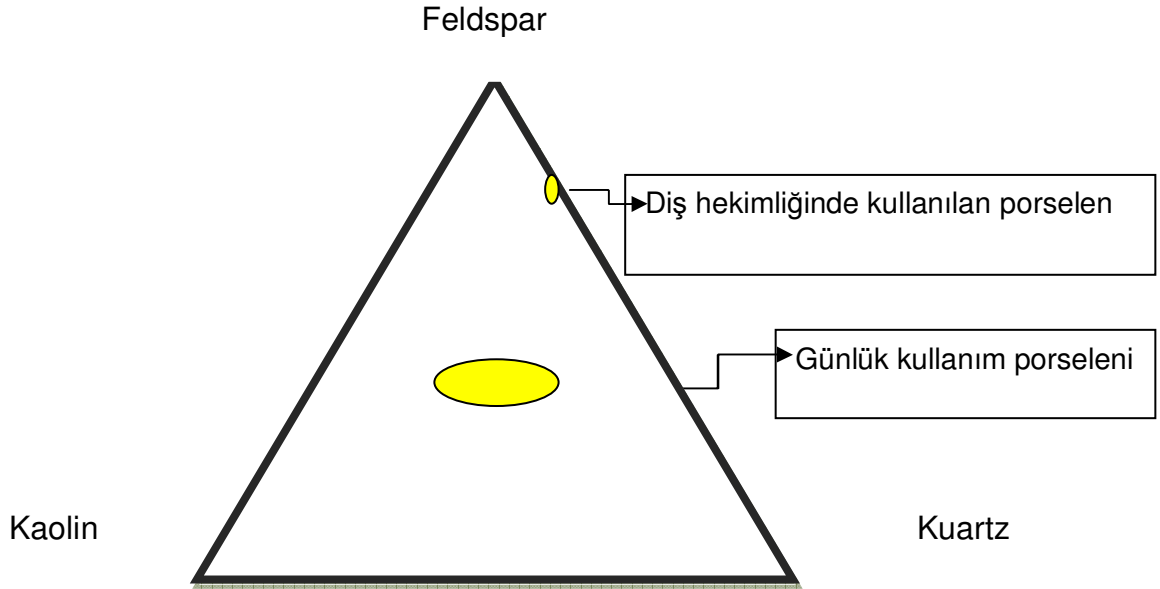 Feldspar
Diş hekimliğinde kullanılan porselen
Günlük kullanım porseleni
Kaolin
Kuartz